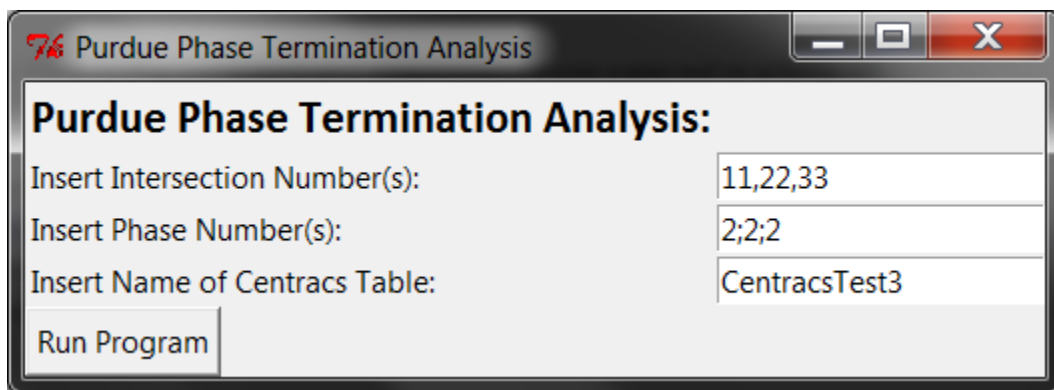 Purdue Phase Termination Analysis
Purdue Phase Termination Analysis:
Insert Intersection Number(s): 11,22,33
Insert Phase Number(s): 2;2;2
Insert Name of Centracs Table: CentracsTest3
Run Program